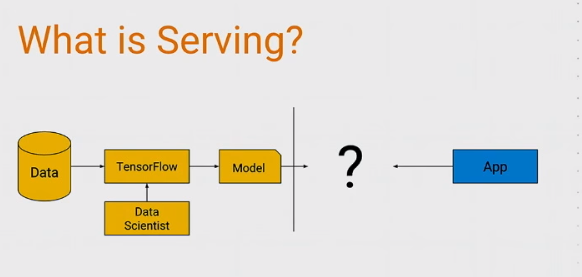 What is Serving?
Data
TensorFlow
Model
?
App
Data
Scientist